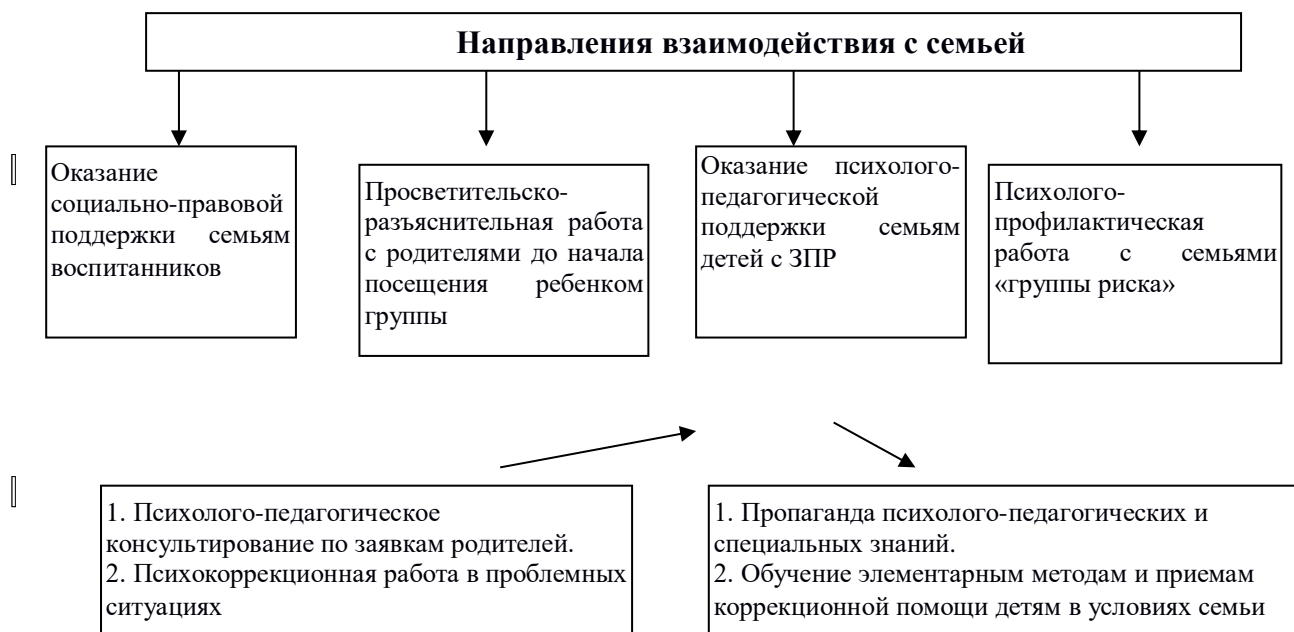 Направления взаимодействия с семьей
Оказание
социально-правовой
поддержки семьям
воспитанников
Просветительско-
разъяснительная работа
с родителями до начала
посещения ребенком
группы
Оказание психолого-
педагогической
поддержки семьям
детей с ЗПР
Психолого-
профилактическая
работа с семьями
«группы риска»
1. Психолого-педагогическое
консультирование по заявкам родителей.
2. Психокоррекционная работа в проблемных
ситуациях
1. Пропаганда психолого-педагогических и
специальных знаний.
2. Обучение элементарным методам и приемам
коррекционной помощи детям в условиях семьи